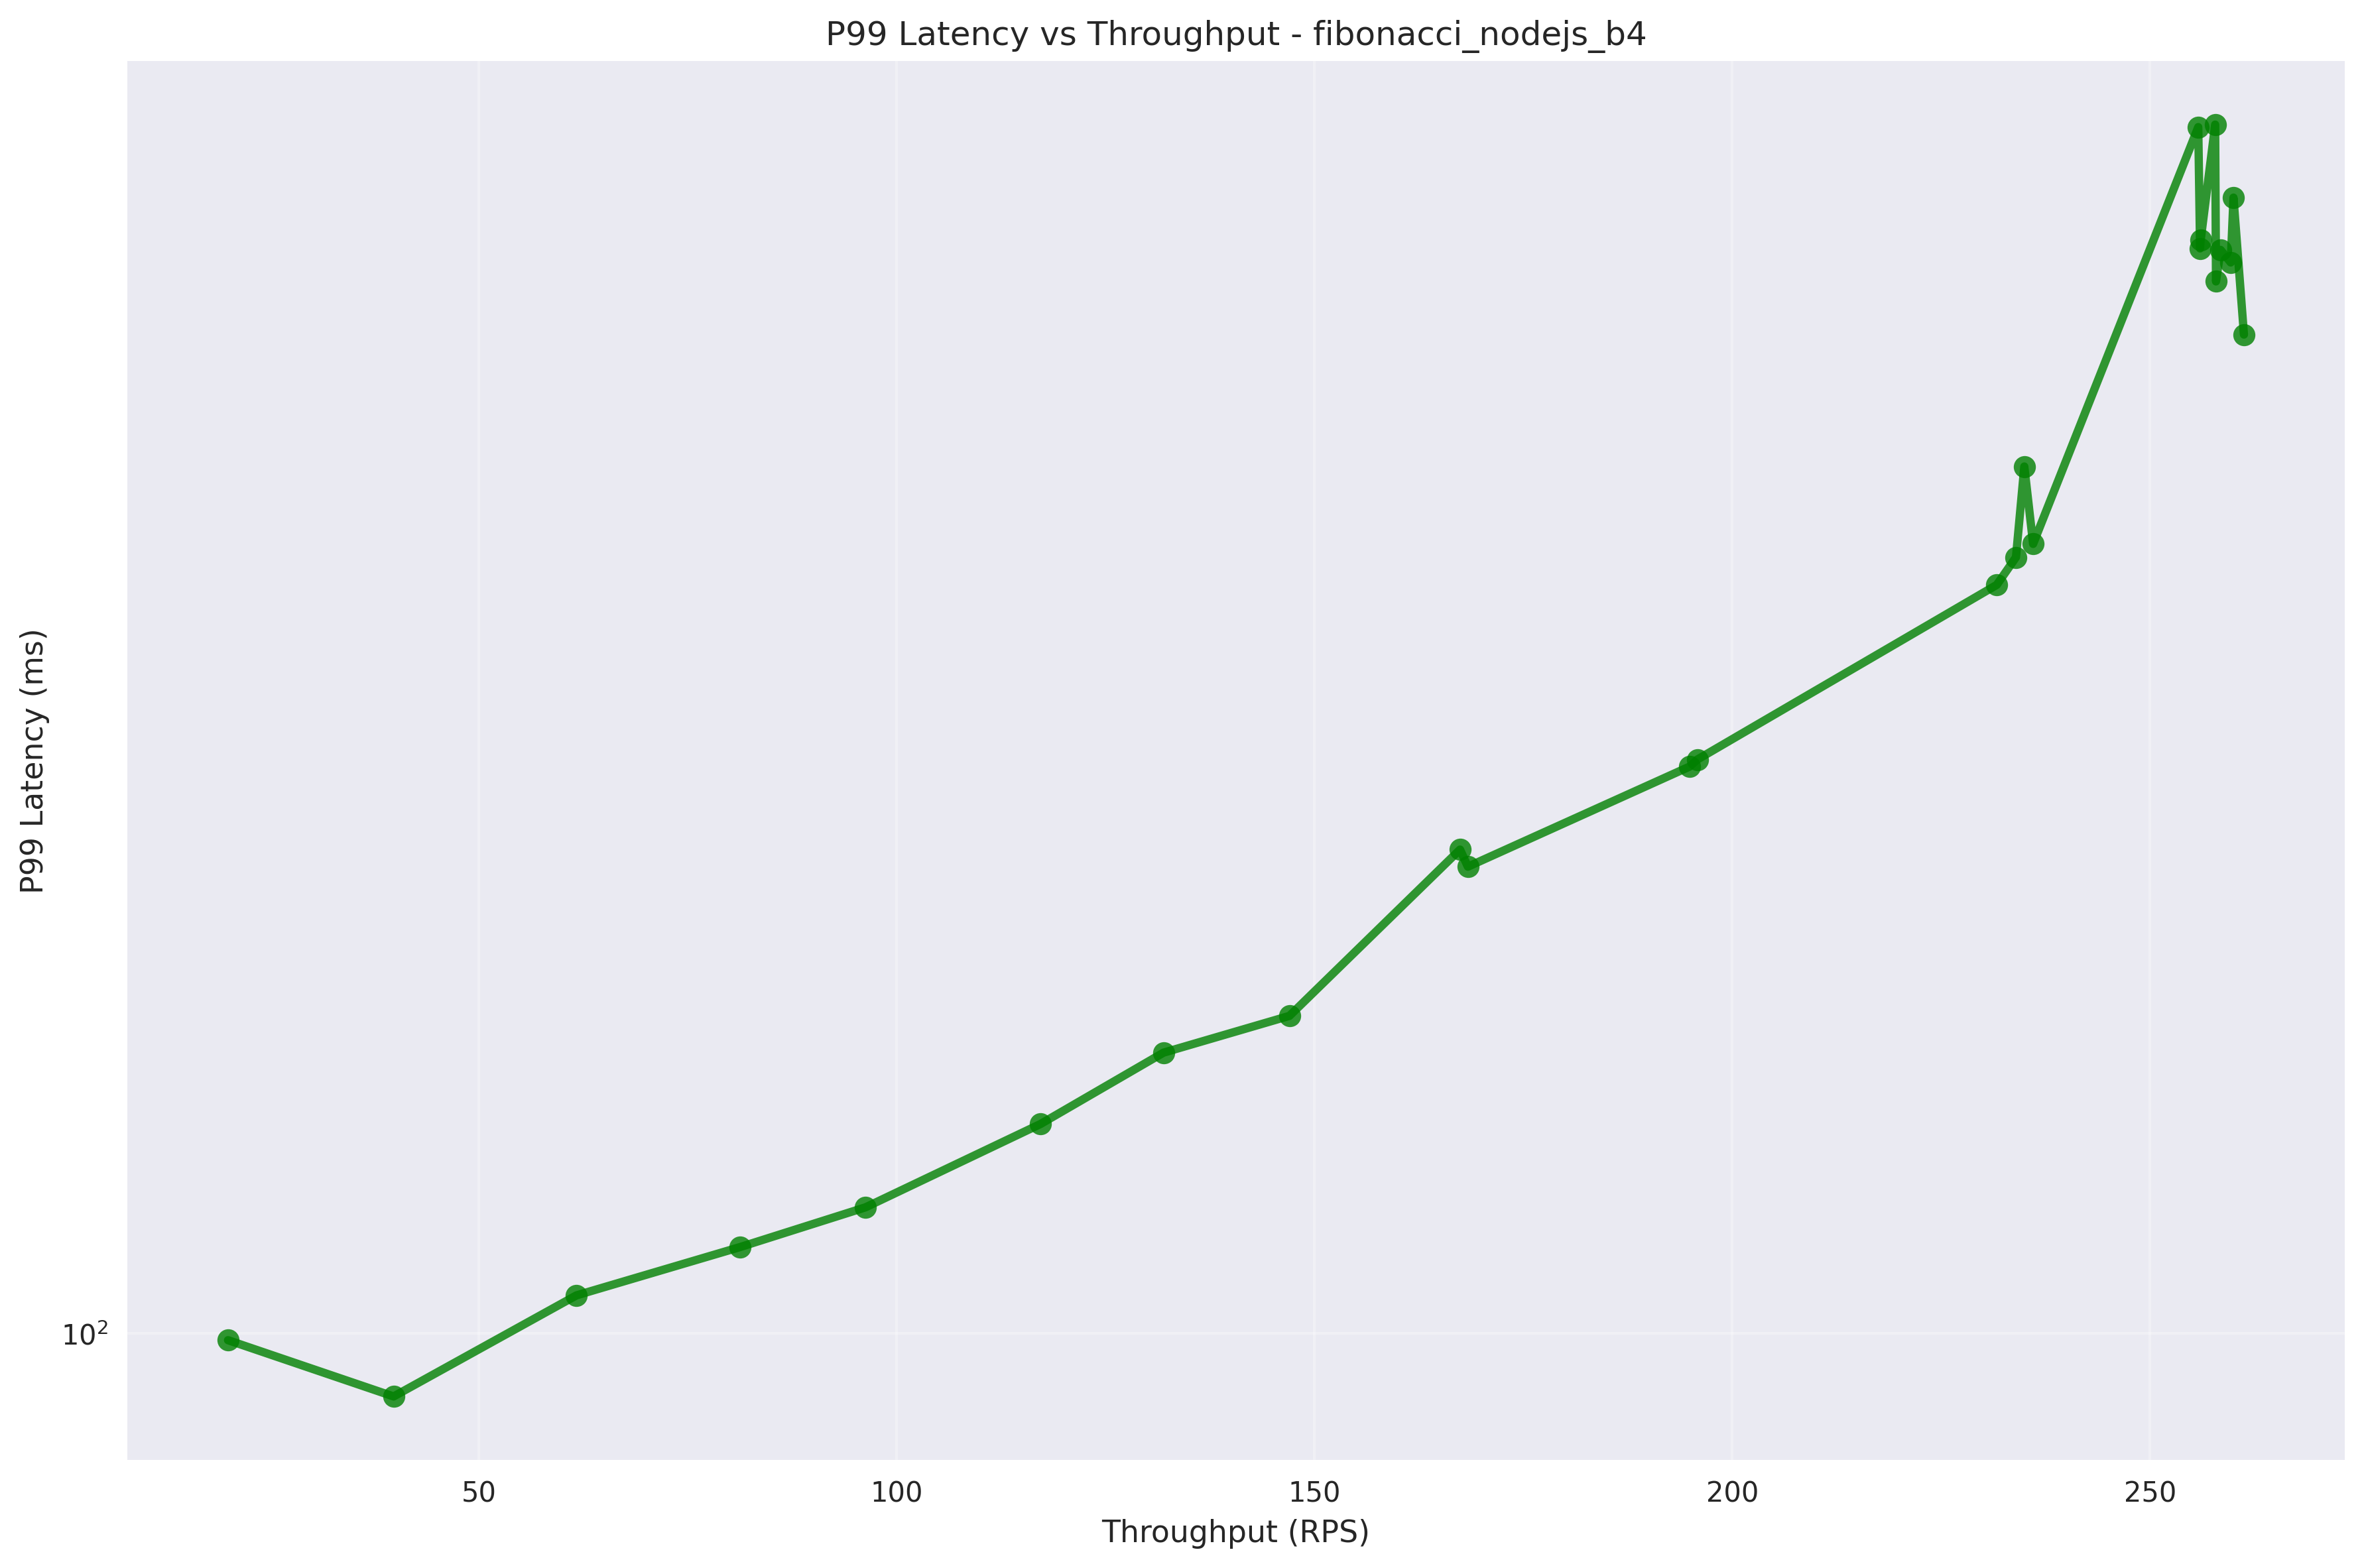 P99 Latency vs Throughput - fibonacci_nodejs_b4
P99 Latency (ms)
10²
50
100
150
200
250
Throughput (RPS)